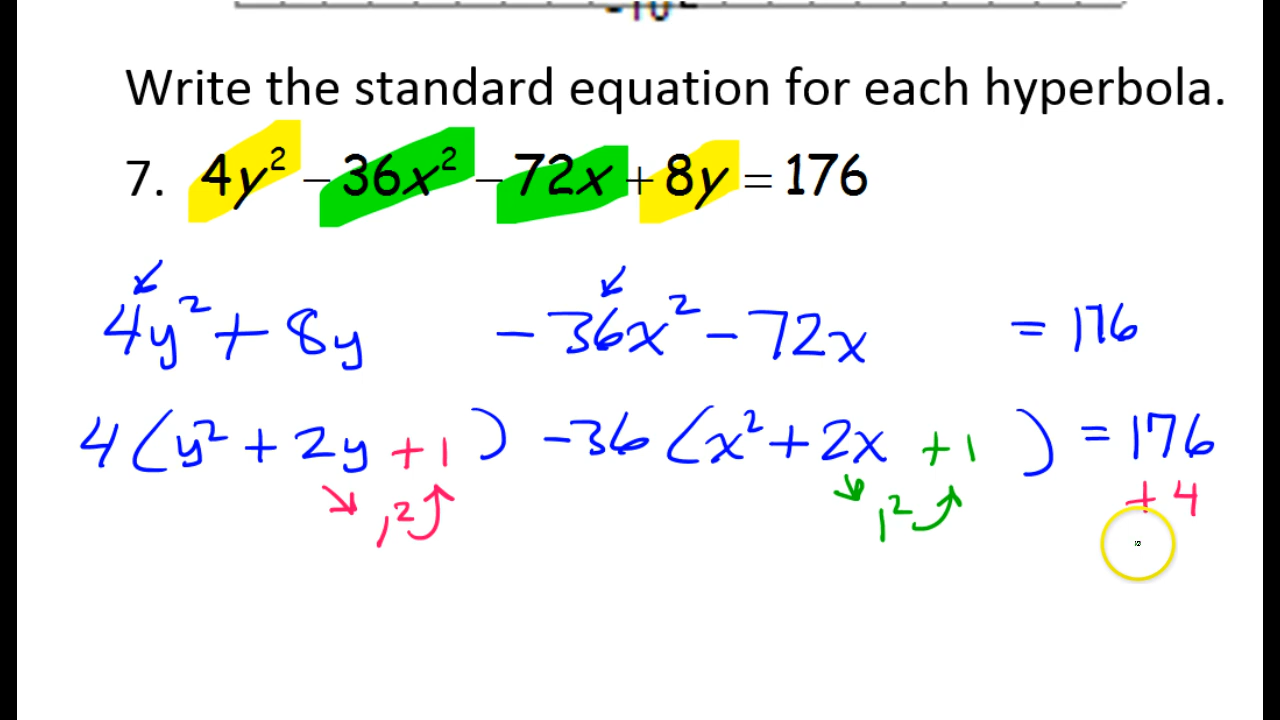 -10
Write the standard equation for each hyperbola.
7. 4y² – 36x² – 72x + 8y = 176
4y² + 8y – 36x² – 72x = 176
4(y² + 2y + 1) – 36(x² + 2x + 1) = 176
1² 1² + 4